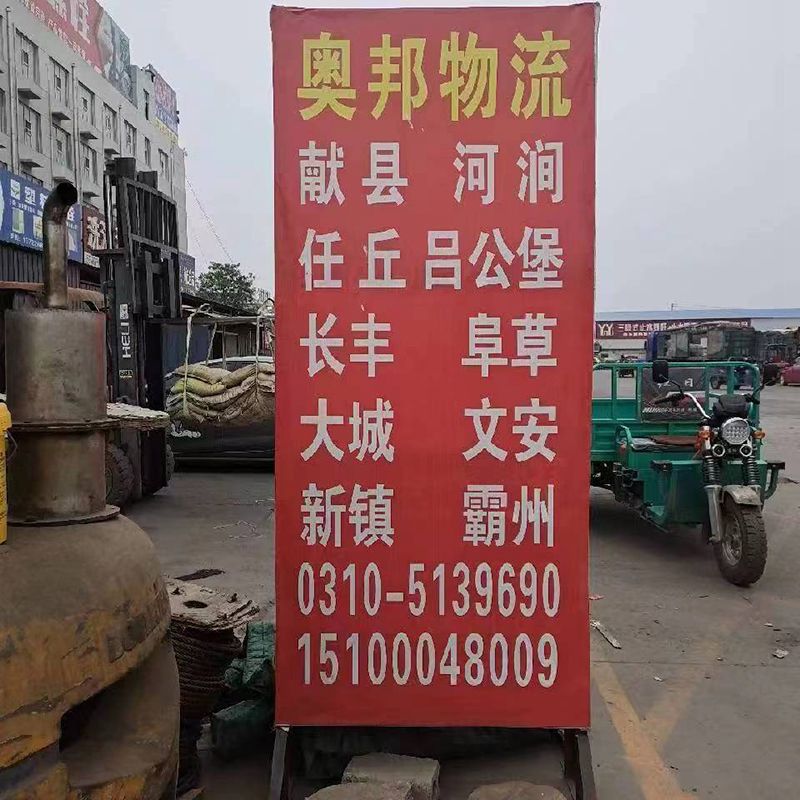 奥邦物流
献县 河涧
任丘 吕公堡
长丰 阜草
大城 文安
新镇 霸州
0310-5139690
15100048009
HELI